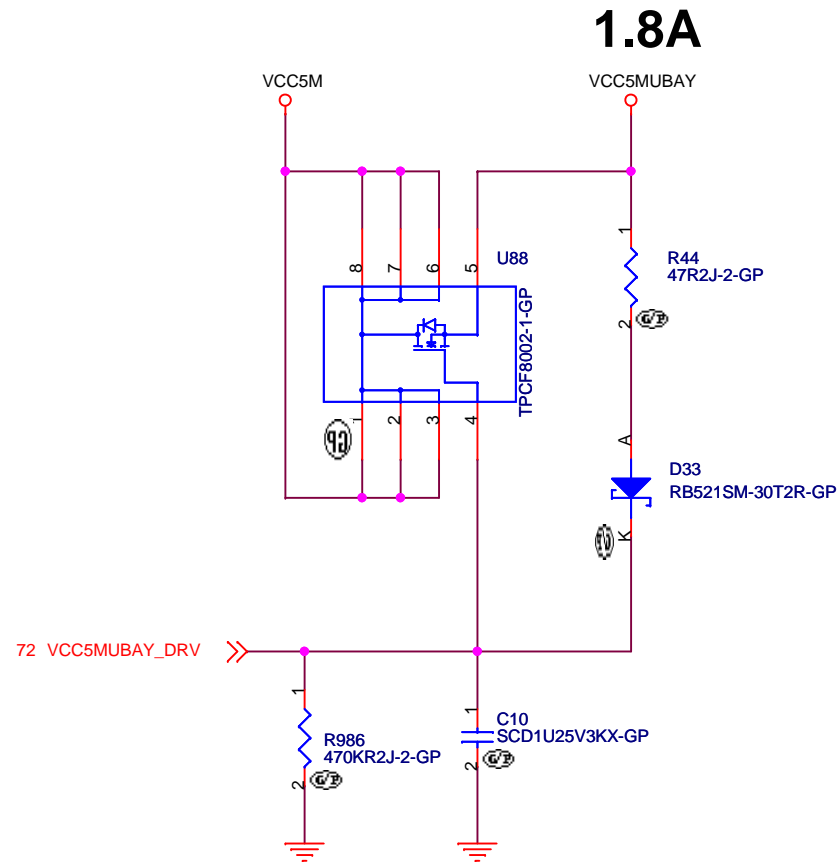 1.8A
VCC5M
VCC5MUBAY
8
7
6
5
U88
TPCF8002-1-GP
1
2
3
4
GP
1
R44
47R2J-2-GP
2
G/P
A
D33
RB521SM-30T2R-GP
K
72 VCC5MUBAY_DRV
1
R986
470KR2J-2-GP
2
G/P
1
C10
SCD1U25V3KX-GP
2
G/P